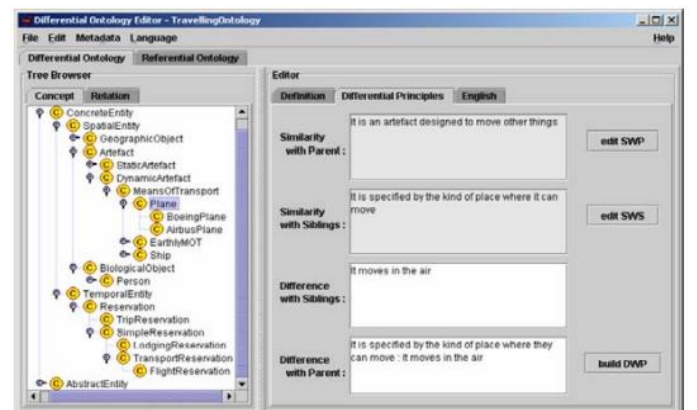 Differential Ontology Editor - TravellingOntology
File Edit Metadata Language Help
Differential Ontology Referential Ontology
Tree Browser
Concept Relation
C ConcreteEntity
C SpatialEntity
C GeographicObject
C Artefact
C StaticArtefact
C DynamicArtefact
C MeansOfTransport
C Plane
C BoeingPlane
C AirbusPlane
C EarthlyMOT
C Ship
C BiologicalObject
C Person
C TemporalEntity
C Reservation
C TripReservation
C SimpleReservation
C LodgingReservation
C TransportReservation
C FlightReservation
C AbstractEntity
Editor
Definition Differential Principles English
Similarity
with Parent :
It is an artefact designed to move other things
edit SWP
Similarity
with Siblings :
It is specified by the kind of place where it can
move
edit SWS
Difference
with Siblings :
It moves in the air
Difference
with Parent :
It is specified by the kind of place where they
can move : It moves in the air
build DWP